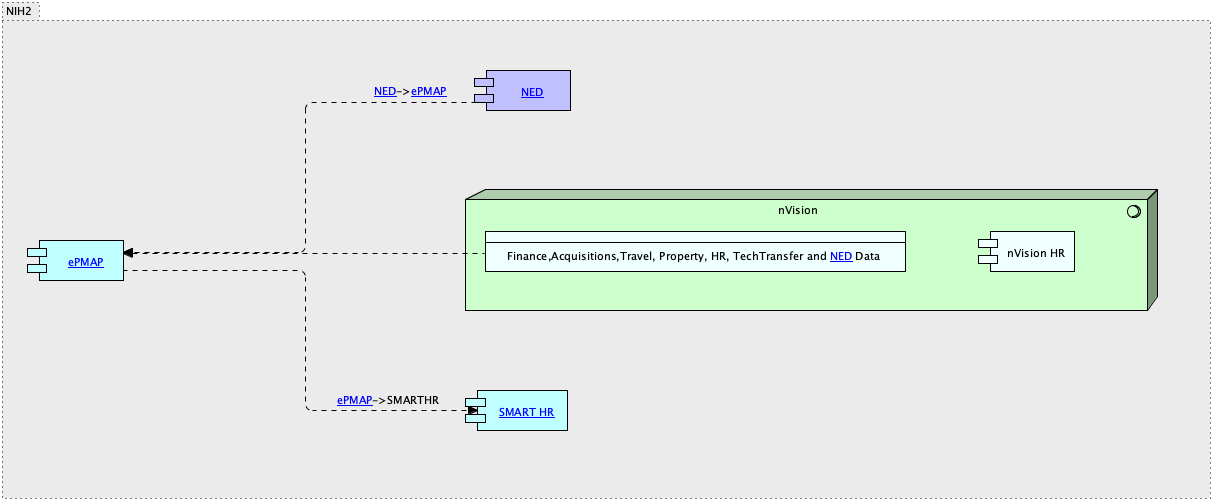 NIH2
NED->ePMAP
NED
nVision
ePMAP
Finance,Acquisitions,Travel, Property, HR, TechTransfer and NED Data
nVision HR
ePMAP->SMARTHR
SMART HR